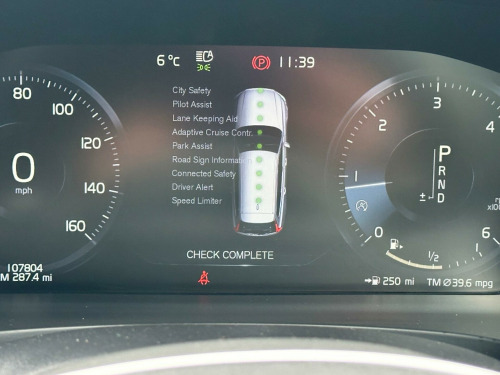 6 °C
11:39
80
100
120
140
160
0
mph
City Safety
Pilot Assist
Lane Keeping Aid
Adaptive Cruise Contr.
Park Assist
Road Sign Information
Connected Safety
Driver Alert
Speed Limiter
CHECK COMPLETE
3
2
4
1
5
0
6
P
R
N
±D
1/2
107804
TM 287.4 mi
250 mi
TM Ø39.6 mpg